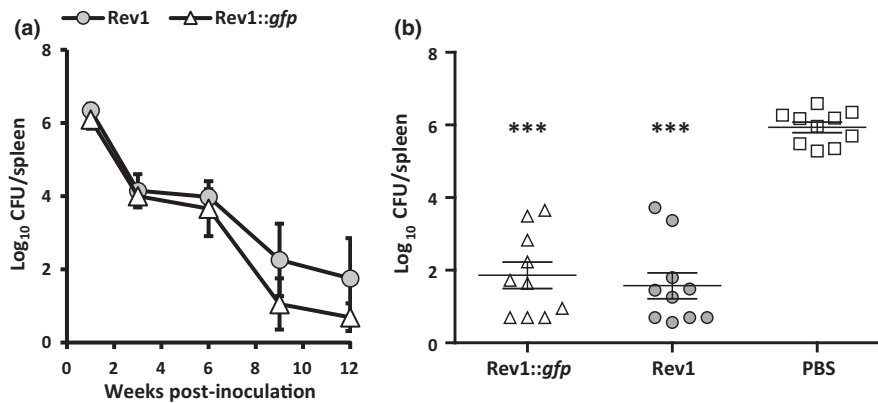 (a) Rev1 Rev1::gfp
Log10 CFU/spleen
8
6
4
2
0
0 2 4 6 8 10 12
Weeks post-inoculation
(b)
Log10 CFU/spleen
8
6
4
2
0
*** ***
Rev1::gfp Rev1 PBS